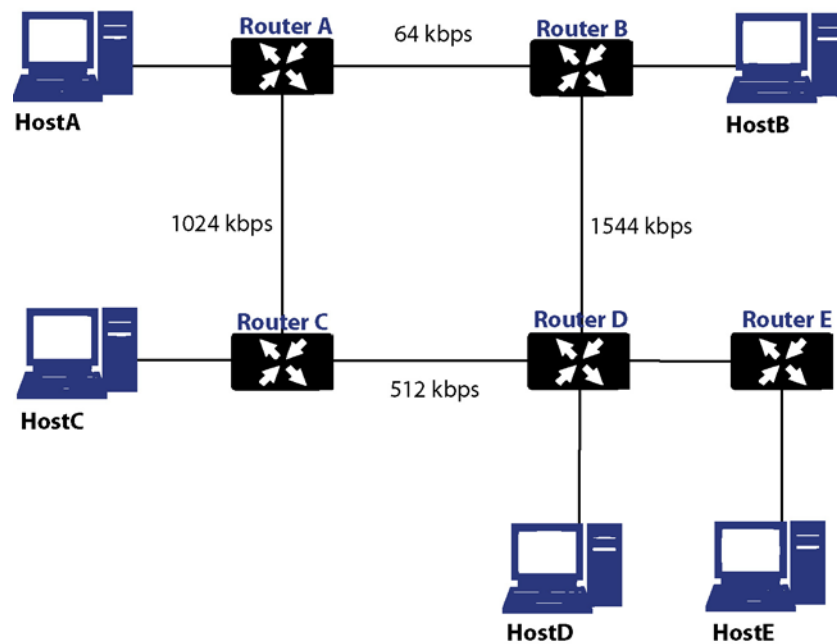 Router A
64 kbps
Router B
HostA
HostB
1024 kbps
1544 kbps
Router C
Router D
Router E
HostC
512 kbps
HostD
HostE